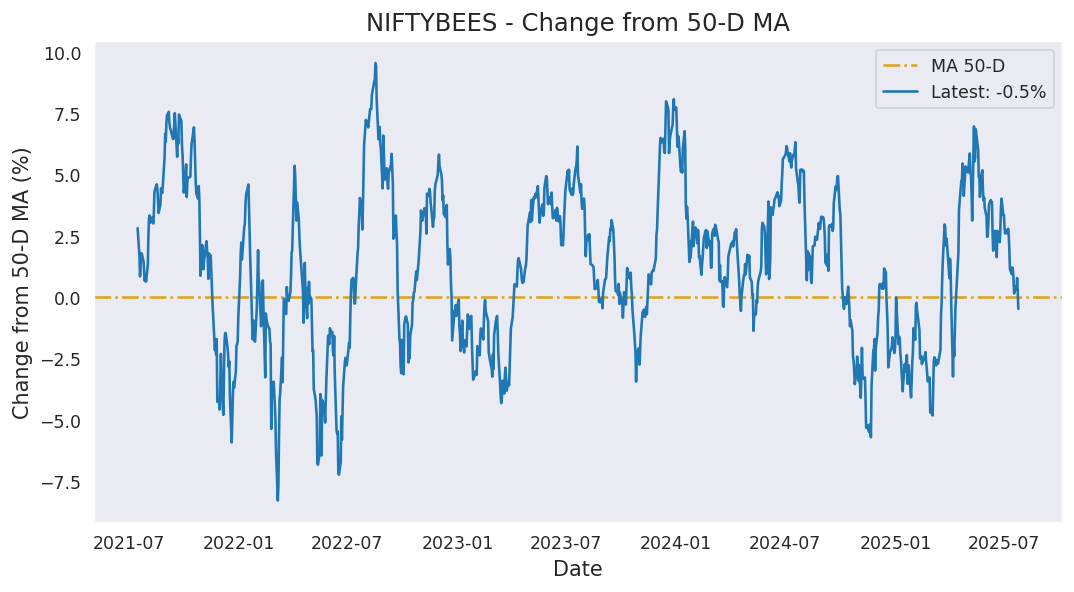 NIFTYBEES - Change from 50-D MA
MA 50-D
Latest: -0.5%
Change from 50-D MA (%)
10.0
7.5
5.0
2.5
0.0
−2.5
−5.0
−7.5
2021-07 2022-01 2022-07 2023-01 2023-07 2024-01 2024-07 2025-01 2025-07
Date